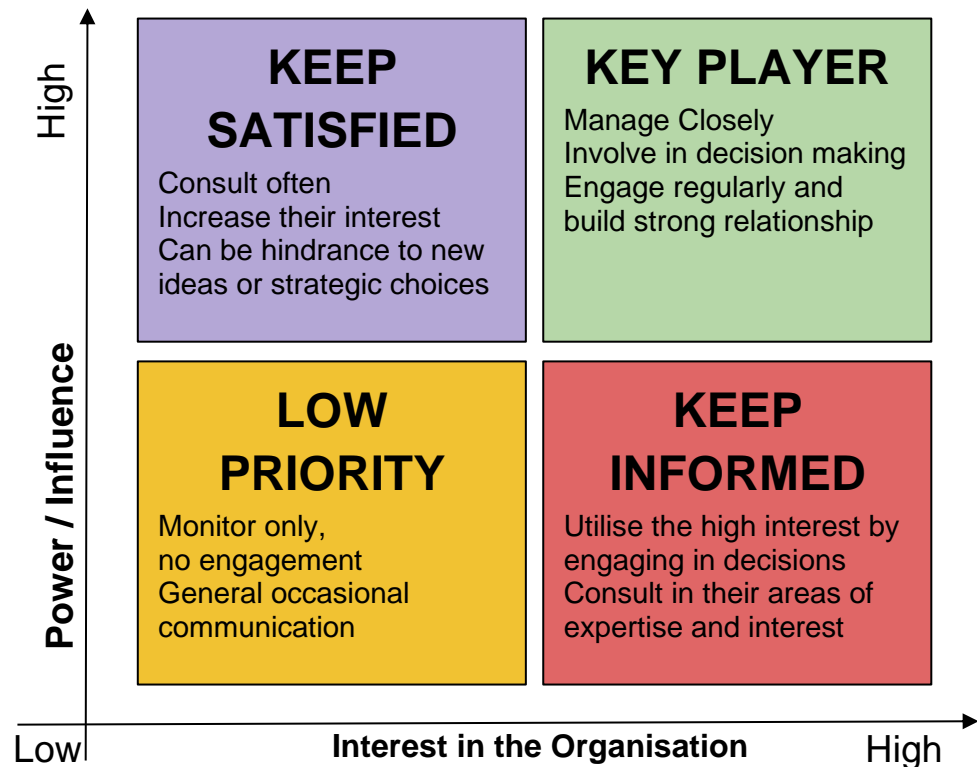 High
Power / Influence
KEEP
SATISFIED
Consult often
Increase their interest
Can be hindrance to new
ideas or strategic choices
KEY PLAYER
Manage Closely
Involve in decision making
Engage regularly and
build strong relationship
LOW
PRIORITY
Monitor only,
no engagement
General occasional
communication
KEEP
INFORMED
Utilise the high interest by
engaging in decisions
Consult in their areas of
expertise and interest
Low
Interest in the Organisation
High